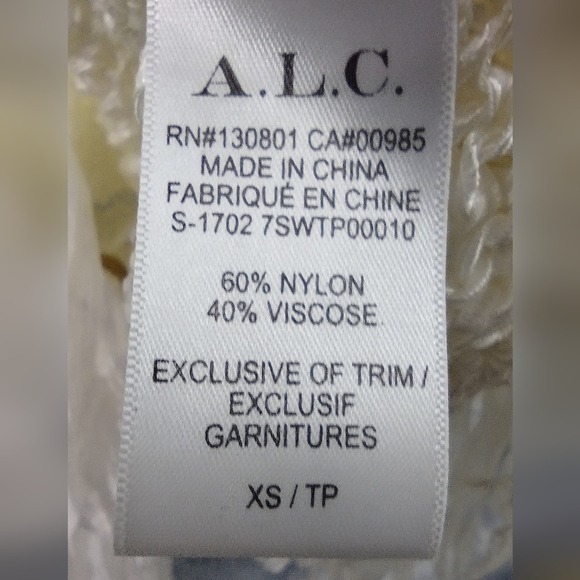 A.L.C.
RN#130801 CA#00985
MADE IN CHINA
FABRIQUÉ EN CHINE
S-1702 7SWTP00010
60% NYLON
40% VISCOSE
EXCLUSIVE OF TRIM /
EXCLUSIF
GARNITURES
XS / TP